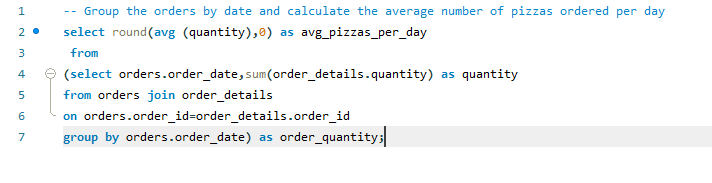 1 -- Group the orders by date and calculate the average number of pizzas ordered per day
2 select round(avg (quantity),0) as avg_pizzas_per_day
3 from
4 (select orders.order_date,sum(order_details.quantity) as quantity
5 from orders join order_details
6 on orders.order_id=order_details.order_id
7 group by orders.order_date) as order_quantity;